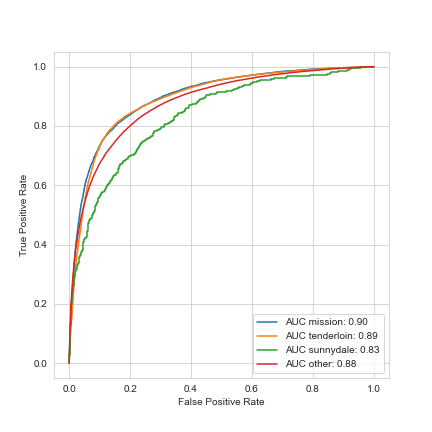 1.0
0.8
0.6
0.4
0.2
0.0
True Positive Rate
AUC mission: 0.90
AUC tenderloin: 0.89
AUC sunnydale: 0.83
AUC other: 0.88
0.0 0.2 0.4 0.6 0.8 1.0
False Positive Rate